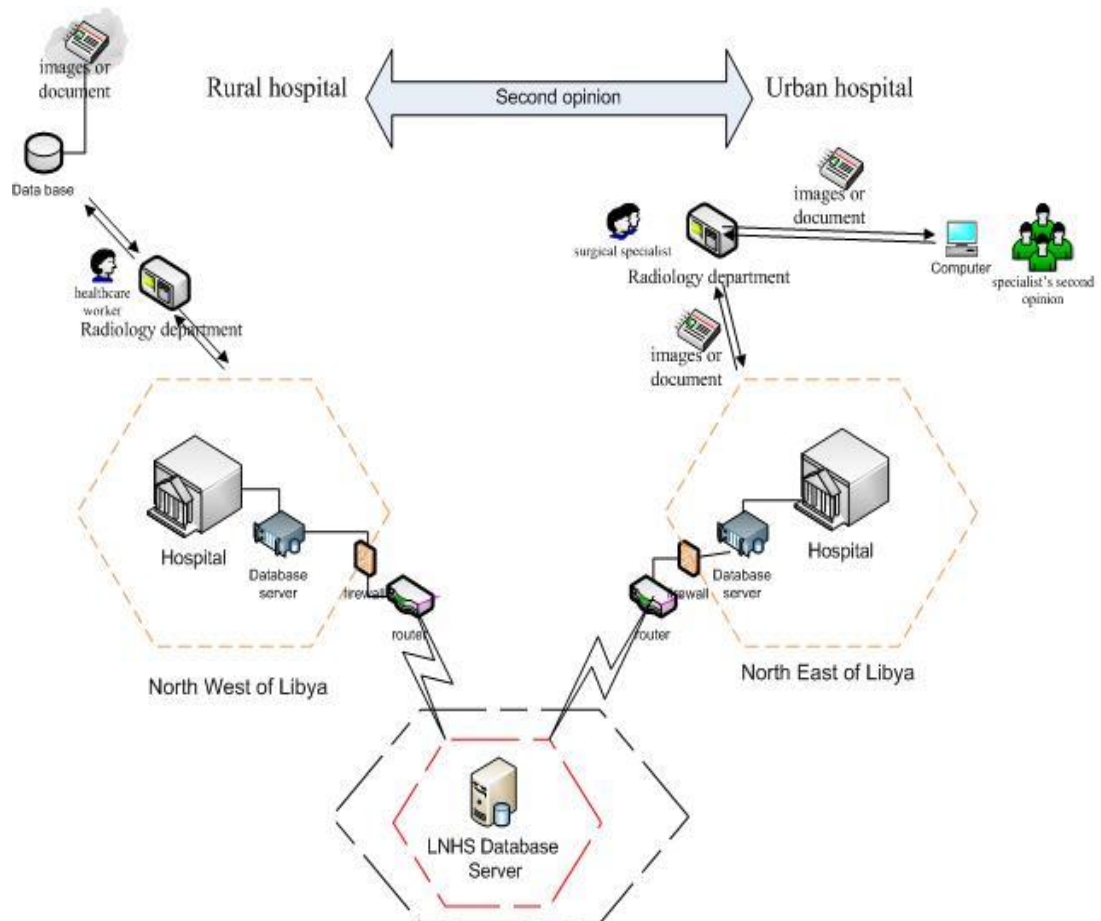 images or
document
Rural hospital
Second opinion
Urban hospital
Data base
images or
document
surgical specialist
Radiology department
Computer
specialist's second
opinion
healthcare
worker
Radiology department
images or
document
Hospital
Database
server
firewall
router
North West of Libya
Hospital
Database
server
firewall
router
North East of Libya
LNHS Database
Server